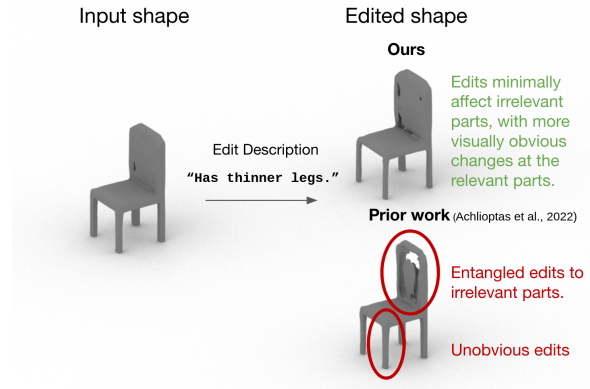 Input shape
Edited shape
Ours
Edits minimally
affect irrelevant
parts, with more
visually obvious
changes at the
relevant parts.
Edit Description
“Has thinner legs.”
Prior work (Achlioptas et al., 2022)
Entangled edits to
irrelevant parts.
Unobvious edits